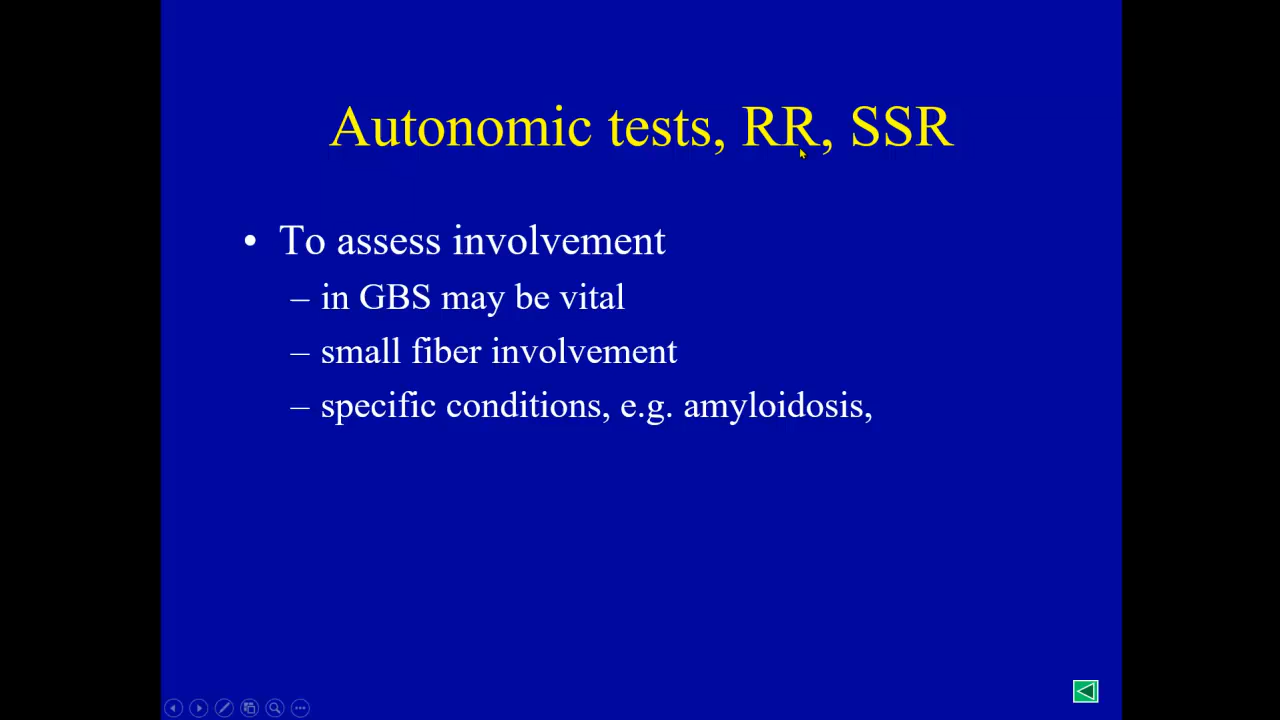 Autonomic tests, RR, SSR
• To assess involvement
– in GBS may be vital
– small fiber involvement
– specific conditions, e.g. amyloidosis,